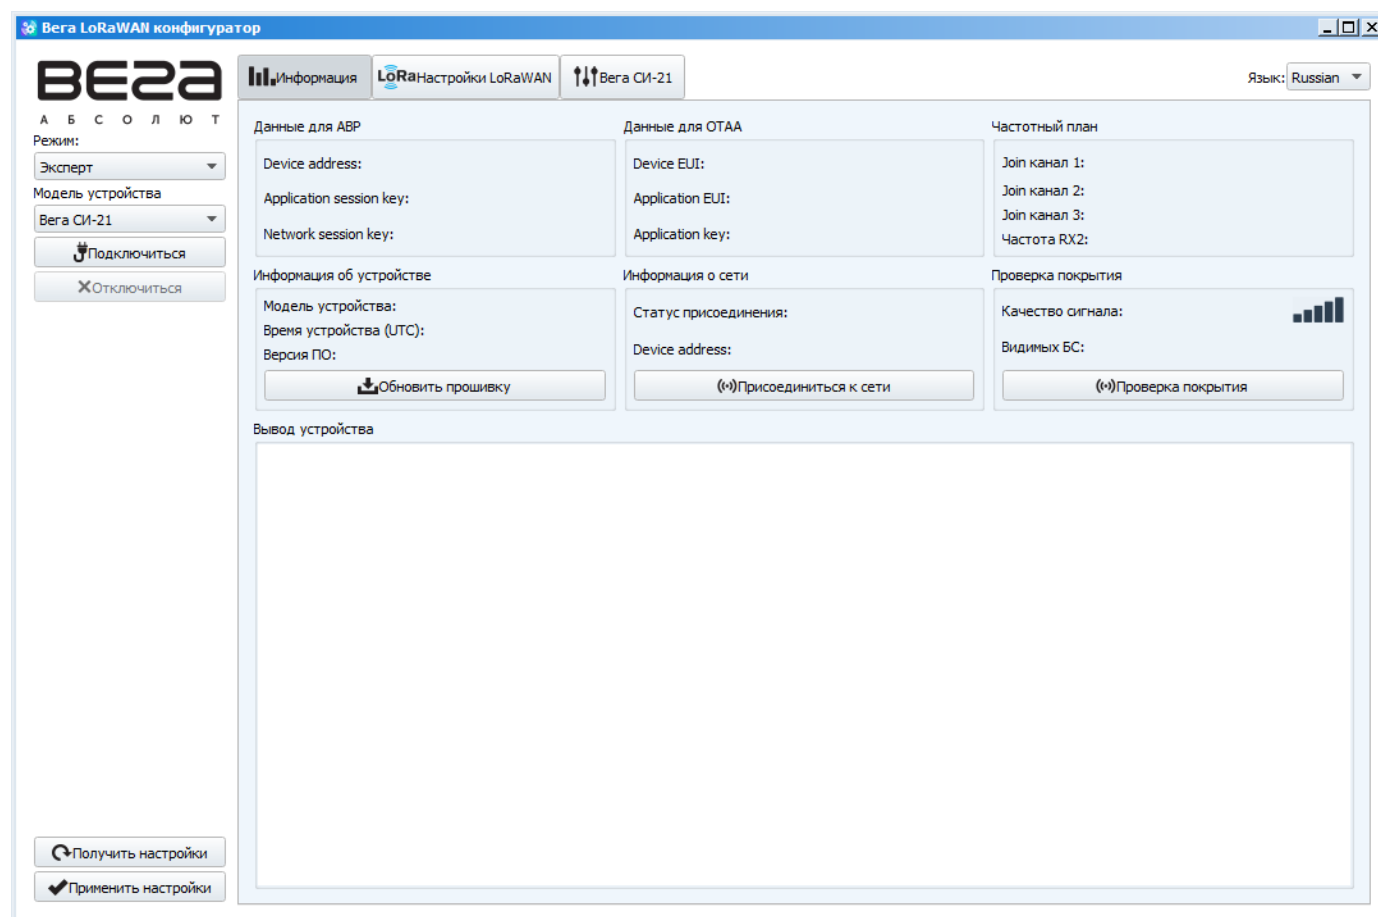 Вега LoRaWAN конфигуратор
ВЕГА
АБСОЛЮТ
Режим:
Эксперт
Модель устройства
Вега СИ-21
Подключиться
Отключиться
Получить настройки
Применить настройки
Информация
LoRa Настройки LoRaWAN
Вега СИ-21
Язык: Russian
Данные для ABP
Device address:
Application session key:
Network session key:
Данные для OTAA
Device EUI:
Application EUI:
Application key:
Частотный план
Join канал 1:
Join канал 2:
Join канал 3:
Частота RX2:
Информация об устройстве
Модель устройства:
Время устройства (UTC):
Версия ПО:
Обновить прошивку
Информация о сети
Статус присоединения:
Device address:
Присоединиться к сети
Проверка покрытия
Качество сигнала:
Видимых БС:
Проверка покрытия
Вывод устройства